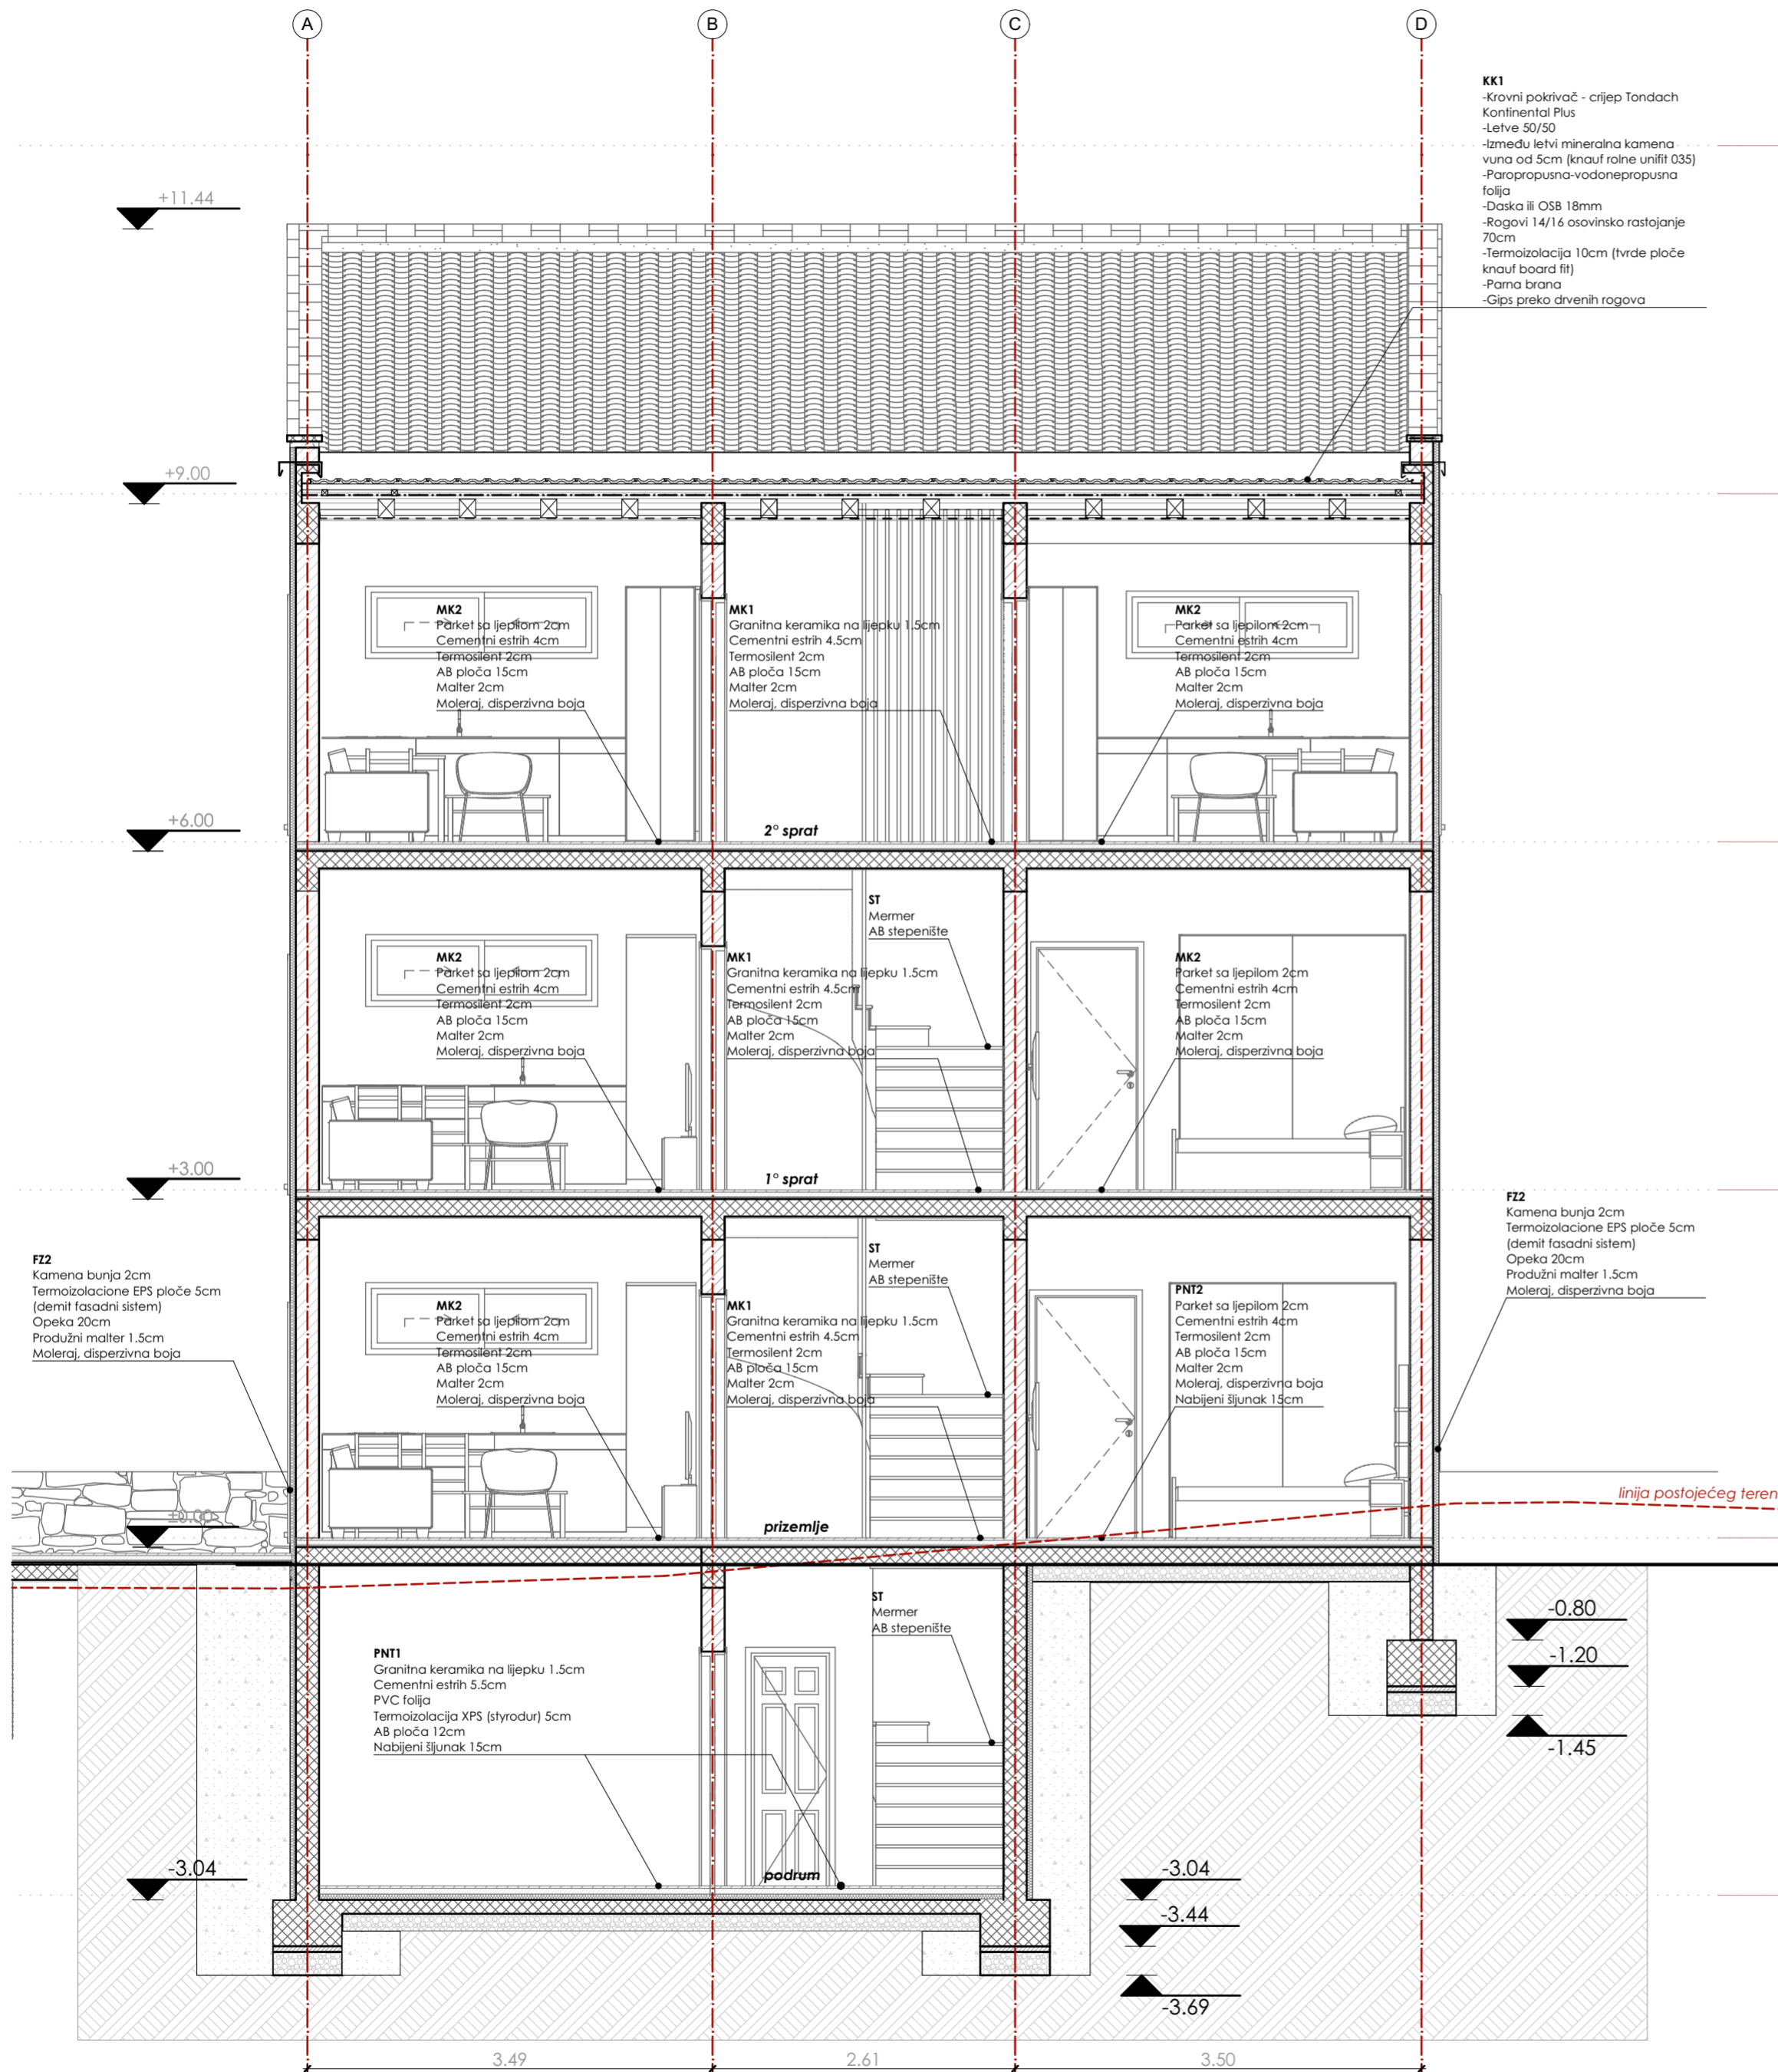 A
B
C
D
KK1
-Krovni pokrivač - crijep Tondach
Kontinental Plus
-Letve 50/50
-Između letvi mineralna kamena
vuna od 5cm (knauf rolne unifit 035)
-Paropropusna-vodonepropusna
folija
-Daska ili OSB 18mm
-Rogovi 14/16 osovinsko rastojanje
70cm
-Termoizolacija 10cm (tvrde ploče
knauf board fit)
-Parna brana
-Gips preko drvenih rogova
+11.44
+9.00
MK2
Parket sa ljepilom 2cm
Cementni estrih 4cm
Termosilent 2cm
AB ploča 15cm
Malter 2cm
Moleraj, disperzivna boja
MK1
Granitna keramika na lijepku 1.5cm
Cementni estrih 4.5cm
Termosilent 2cm
AB ploča 15cm
Malter 2cm
Moleraj, disperzivna boja
MK2
Parket sa ljepilom 2cm
Cementni estrih 4cm
Termosilent 2cm
AB ploča 15cm
Malter 2cm
Moleraj, disperzivna boja
+6.00
2° sprat
ST
Mermer
AB stepenište
MK2
Parket sa ljepilom 2cm
Cementni estrih 4cm
Termosilent 2cm
AB ploča 15cm
Malter 2cm
Moleraj, disperzivna boja
MK1
Granitna keramika na lijepku 1.5cm
Cementni estrih 4.5cm
Termosilent 2cm
AB ploča 15cm
Malter 2cm
Moleraj, disperzivna boja
MK2
Parket sa ljepilom 2cm
Cementni estrih 4cm
Termosilent 2cm
AB ploča 15cm
Malter 2cm
Moleraj, disperzivna boja
+3.00
1° sprat
FZ2
Kamena bunja 2cm
Termoizolacione EPS ploče 5cm
(demit fasadni sistem)
Opeka 20cm
Produžni malter 1.5cm
Moleraj, disperzivna boja
FZ2
Kamena bunja 2cm
Termoizolacione EPS ploče 5cm
(demit fasadni sistem)
Opeka 20cm
Produžni malter 1.5cm
Moleraj, disperzivna boja
ST
Mermer
AB stepenište
MK2
Parket sa ljepilom 2cm
Cementni estrih 4cm
Termosilent 2cm
AB ploča 15cm
Malter 2cm
Moleraj, disperzivna boja
MK1
Granitna keramika na lijepku 1.5cm
Cementni estrih 4.5cm
Termosilent 2cm
AB ploča 15cm
Malter 2cm
Moleraj, disperzivna boja
PNT2
Parket sa ljepilom 2cm
Cementni estrih 4cm
Termosilent 2cm
AB ploča 15cm
Malter 2cm
Moleraj, disperzivna boja
Nabijeni šljunak 15cm
linija postojećeg teren
±0.00
prizemlje
ST
Mermer
AB stepenište
-0.80
-1.20
-1.45
PNT1
Granitna keramika na lijepku 1.5cm
Cementni estrih 5.5cm
PVC folija
Termoizolacija XPS (styrodur) 5cm
AB ploča 12cm
Nabijeni šljunak 15cm
-3.04
podrum
-3.04
-3.44
-3.69
3.49
2.61
3.50